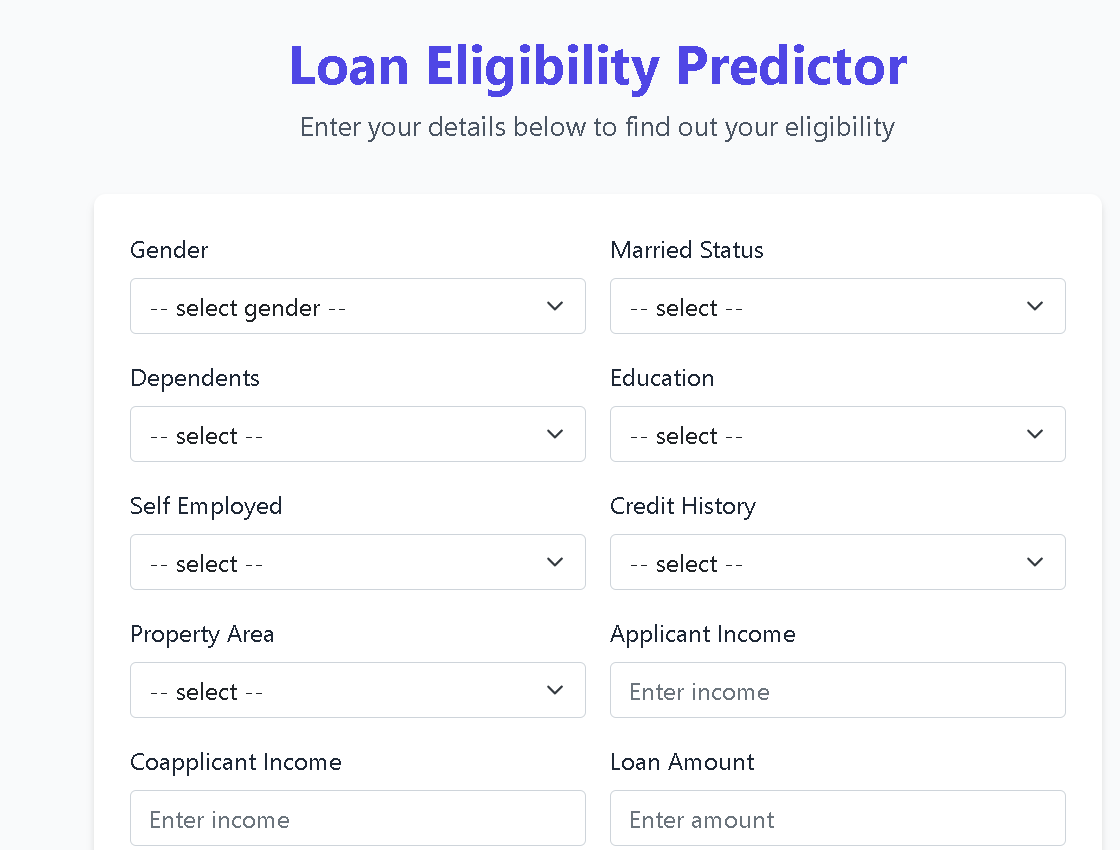 Loan Eligibility Predictor
Enter your details below to find out your eligibility
Gender
Married Status
-- select gender --
-- select --
Dependents
Education
-- select --
-- select --
Self Employed
Credit History
-- select --
-- select --
Property Area
Applicant Income
-- select --
Enter income
Coapplicant Income
Loan Amount
Enter income
Enter amount